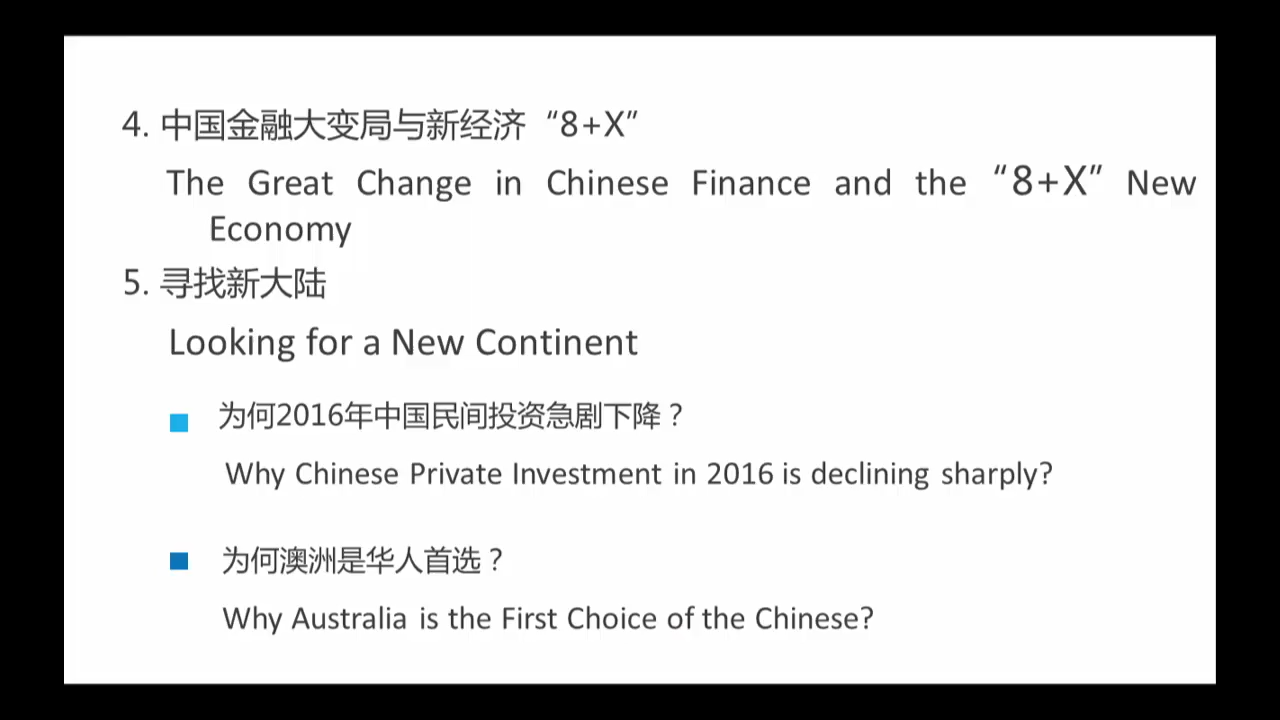 4. 中国金融大变局与新经济“8+X”
The Great Change in Chinese Finance and the “8+X” New
Economy
5. 寻找新大陆
Looking for a New Continent
为何2016年中国民间投资急剧下降？
Why Chinese Private Investment in 2016 is declining sharply?
为何澳洲是华人首选？
Why Australia is the First Choice of the Chinese?